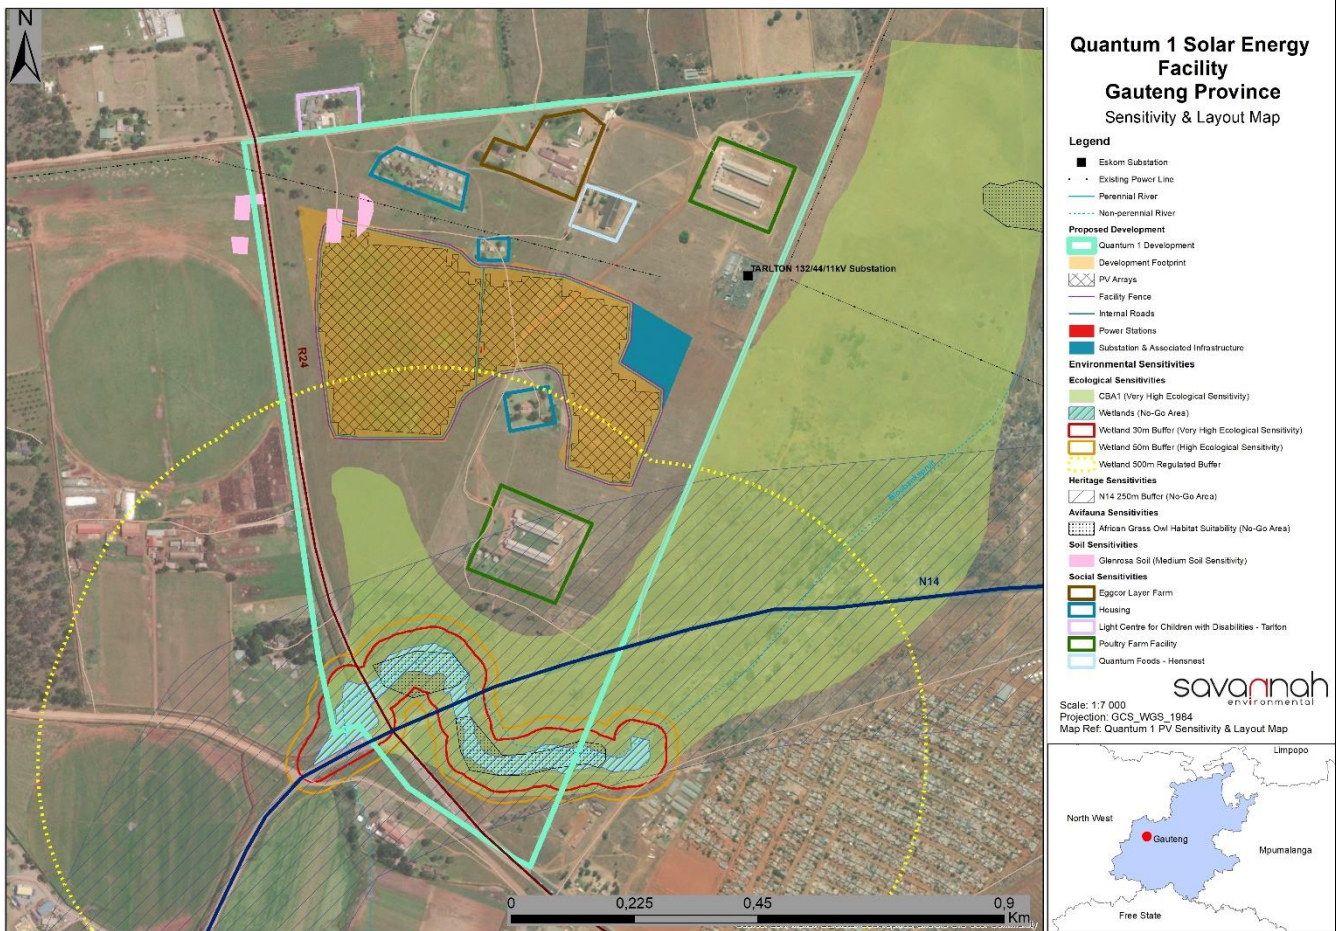 N
R24
TARLTON 132/44/11kV Substation
N14
0
0,225
0,45
0,9
Km
Quantum 1 Solar Energy
Facility
Gauteng Province
Sensitivity & Layout Map
Legend
Eskom Substation
Existing Power Line
Perennial River
Non-perennial River
Proposed Development
Quantum 1 Development
Development Footprint
PV Arrays
Facility Fence
Internal Roads
Power Stations
Substation & Associated Infrastructure
Environmental Sensitivities
Ecological Sensitivities
CBA1 (Very High Ecological Sensitivity)
Wetlands (No-Go Area)
Wetland 30m Buffer (Very High Ecological Sensitivity)
Wetland 50m Buffer (High Ecological Sensitivity)
Wetland 500m Regulated Buffer
Heritage Sensitivities
N14 250m Buffer (No-Go Area)
Avifauna Sensitivities
African Grass Owl Habitat Suitability (No-Go Area)
Soil Sensitivities
Glenrosa Soil (Medium Soil Sensitivity)
Social Sensitivities
Eggcor Layer Farm
Housing
Light Centre for Children with Disabilities - Tarlton
Poultry Farm Facility
Quantum Foods - Hensnest
savannah
environmental
Scale: 1:7 000
Projection: GCS_WGS_1984
Map Ref: Quantum 1 PV Sensitivity & Layout Map
Limpopo
North West
Gauteng
Mpumalanga
Free State